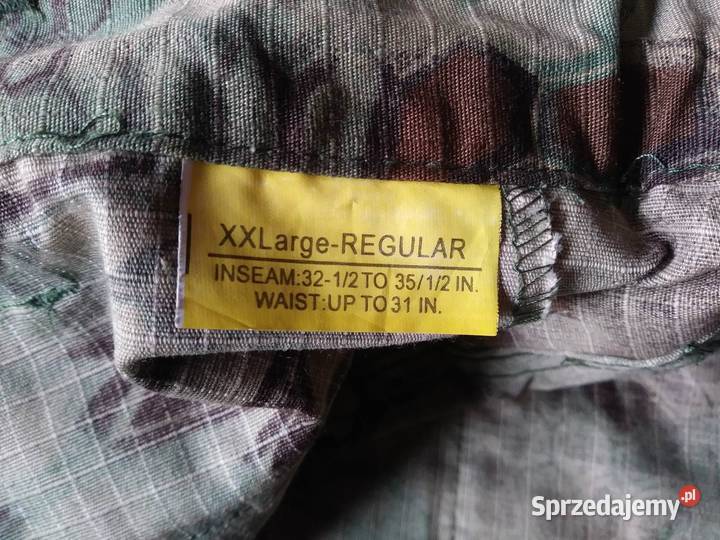 XXLarge-REGULAR
INSEAM:32-1/2 TO 35/1/2 IN.
WAIST:UP TO 31 IN.
Sprzedajemy.pl